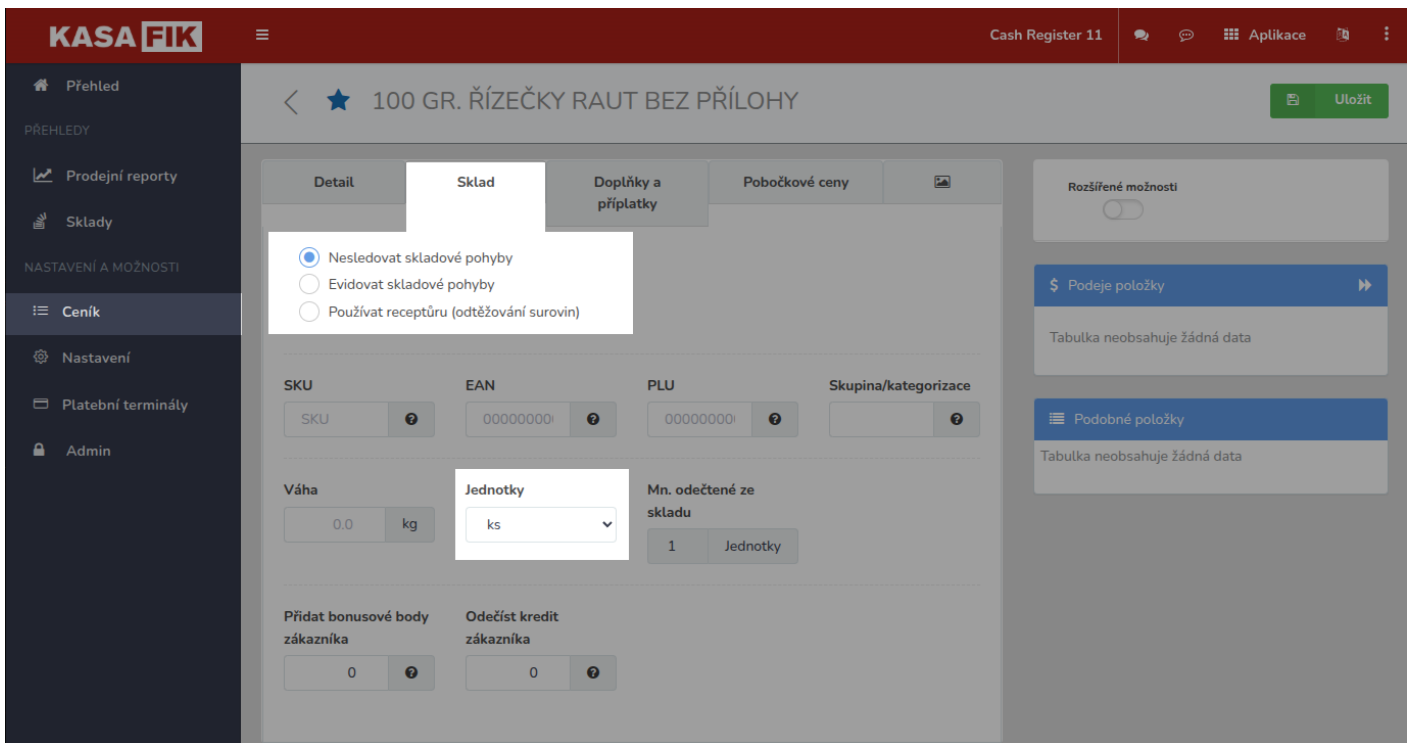 KASA FIK
Cash Register 11
Aplikace
Přehled
PŘEHLEDY
Prodejní reporty
Sklady
NASTAVENÍ A MOŽNOSTI
Ceník
Nastavení
Platební terminály
Admin
100 GR. ŘÍZEČKY RAUT BEZ PŘÍLOHY
Uložit
Detail
Sklad
Doplňky a
příplatky
Pobočkové ceny
Nesledovat skladové pohyby
Evidovat skladové pohyby
Používat receptůru (odtěžování surovin)
SKU
EAN
PLU
Skupina/kategorizace
SKU
000000000
Váha
Jednotky
Mn. odečtené ze
skladu
0.0 kg
ks
1 Jednotky
Přidat bonusové body
zákazníka
Odečíst kredit
zákazníka
0
0
Rozšířené možnosti
$ Podeje položky
Tabulka neobsahuje žádná data
Podobné položky
Tabulka neobsahuje žádná data